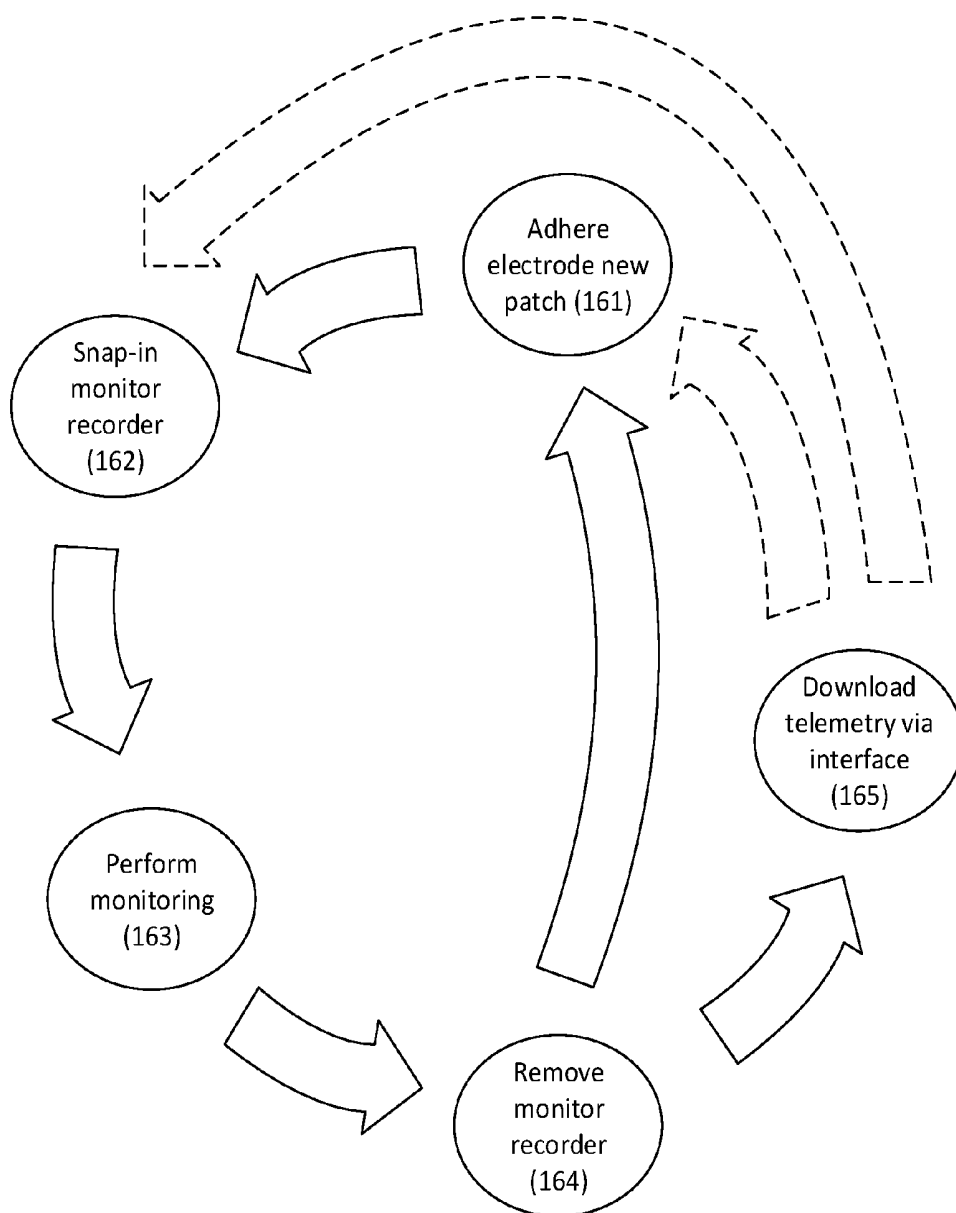 Adhere
electrode new
patch (161)
Snap-in
monitor
recorder
(162)
Perform
monitoring
(163)
Remove
monitor
recorder
(164)
Download
telemetry via
interface
(165)